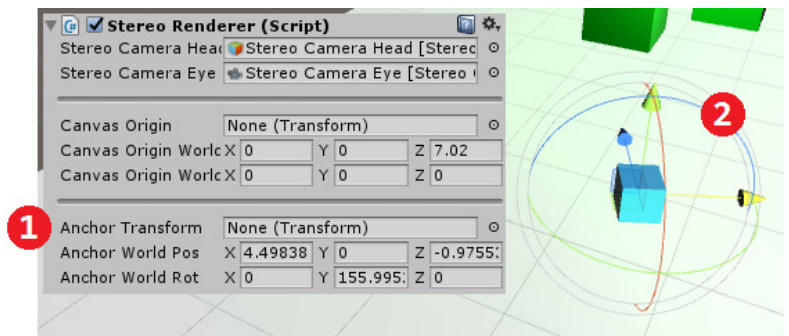 Stereo Renderer (Script)
Stereo Camera Head Stereo Camera Head [Stereo
Stereo Camera Eye Stereo Camera Eye [Stereo
Canvas Origin None (Transform)
Canvas Origin World X 0 Y 0 Z 7.02
Canvas Origin World X 0 Y 0 Z 0
1 Anchor Transform None (Transform)
Anchor World Pos X 4.49838 Y 0 Z -0.9755
Anchor World Rot X 0 Y 155.995 Z 0
2